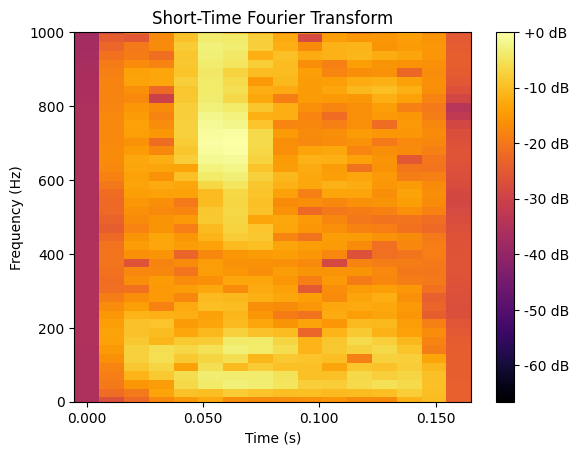 Short-Time Fourier Transform
1000
800
600
400
200
0
Frequency (Hz)
0.000
0.050
0.100
0.150
Time (s)
+0 dB
-10 dB
-20 dB
-30 dB
-40 dB
-50 dB
-60 dB